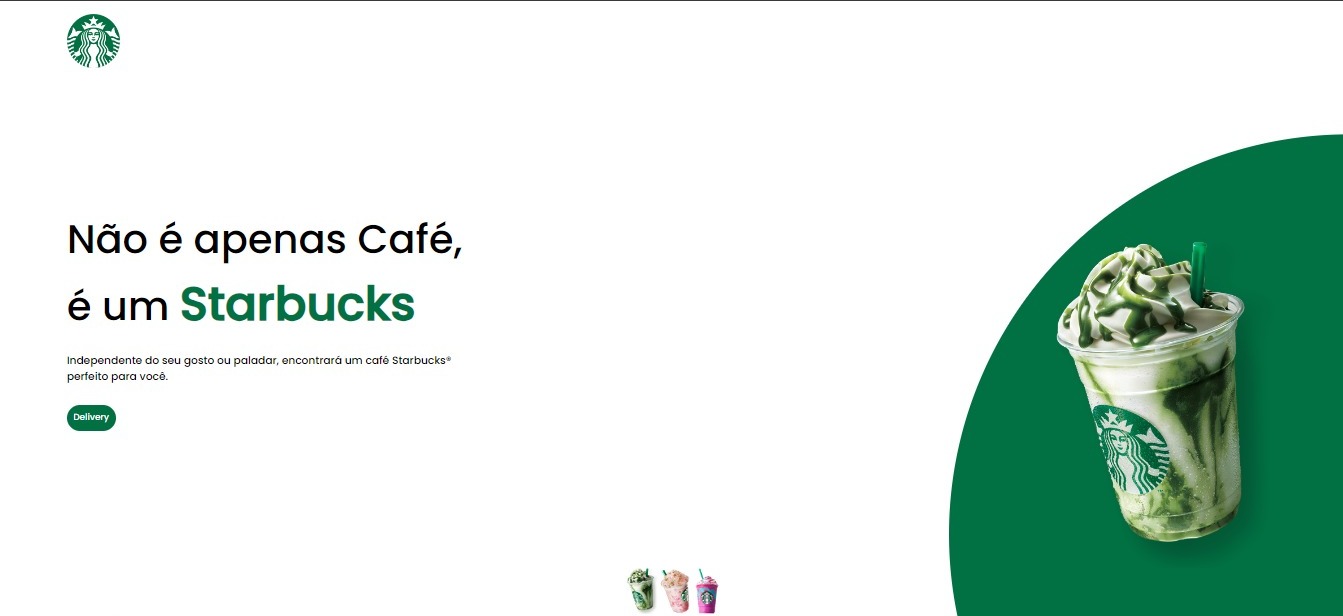 Não é apenas Café,
é um Starbucks
Independente do seu gosto ou paladar, encontrará um café Starbucks®
perfeito para você.
Delivery